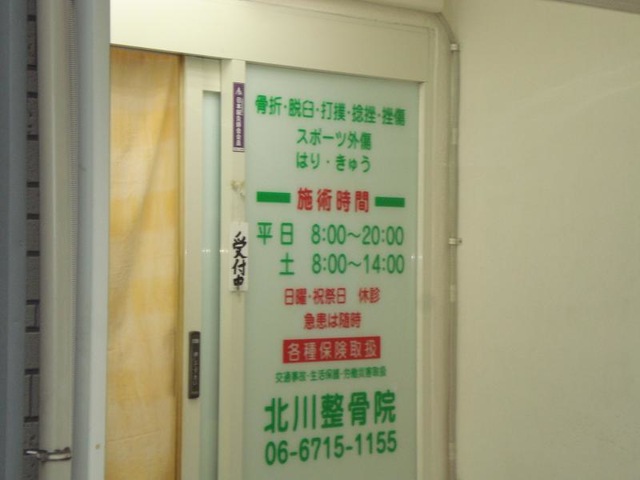 骨折・脱臼・打撲・捻挫・挫傷
スポーツ外傷
はり・きゅう
施術時間
平日 8:00～20:00
土 8:00～14:00
日曜・祝祭日 休診
急患は随時
各種保険取扱
交通事故・生活保護・労働災害取扱
北川整骨院
06-6715-1155
受付中